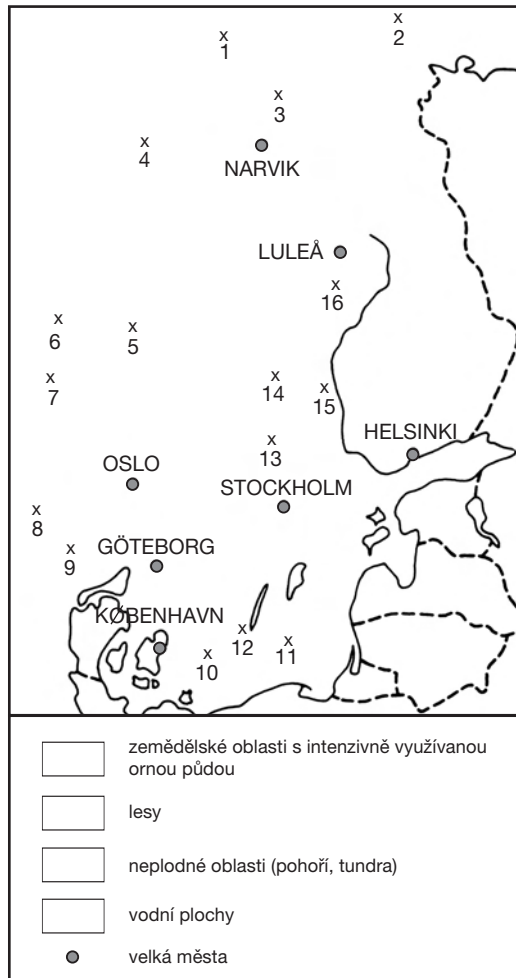 x
1
x
2
x
3
x
4
NARVIK
LULEÅ
x
16
x
6
x
5
x
7
x
14
x
15
HELSINKI
x
13
OSLO
STOCKHOLM
x
8
GÖTEBORG
x
9
KØBENHAVN
x
12
x
11
x
10
zemědělské oblasti s intenzivně využívanou
ornou půdou
lesy
neplodné oblasti (pohoří, tundra)
vodní plochy
velká města